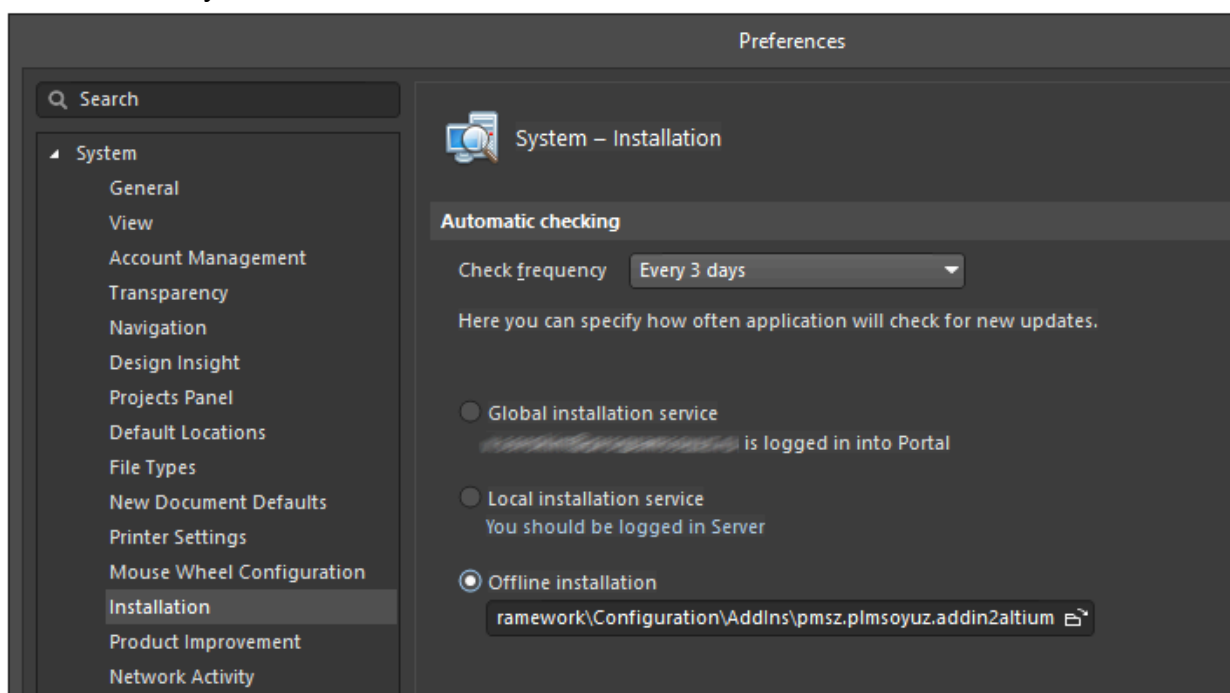 Preferences
Search
System
General
View
Account Management
Transparency
Navigation
Design Insight
Projects Panel
Default Locations
File Types
New Document Defaults
Printer Settings
Mouse Wheel Configuration
Installation
Product Improvement
Network Activity
System – Installation
Automatic checking
Check frequency Every 3 days
Here you can specify how often application will check for new updates.
Global installation service
is logged in into Portal
Local installation service
You should be logged in Server
Offline installation
ramework\Configuration\AddIns\pmsz.plmsoyuz.addin2altium